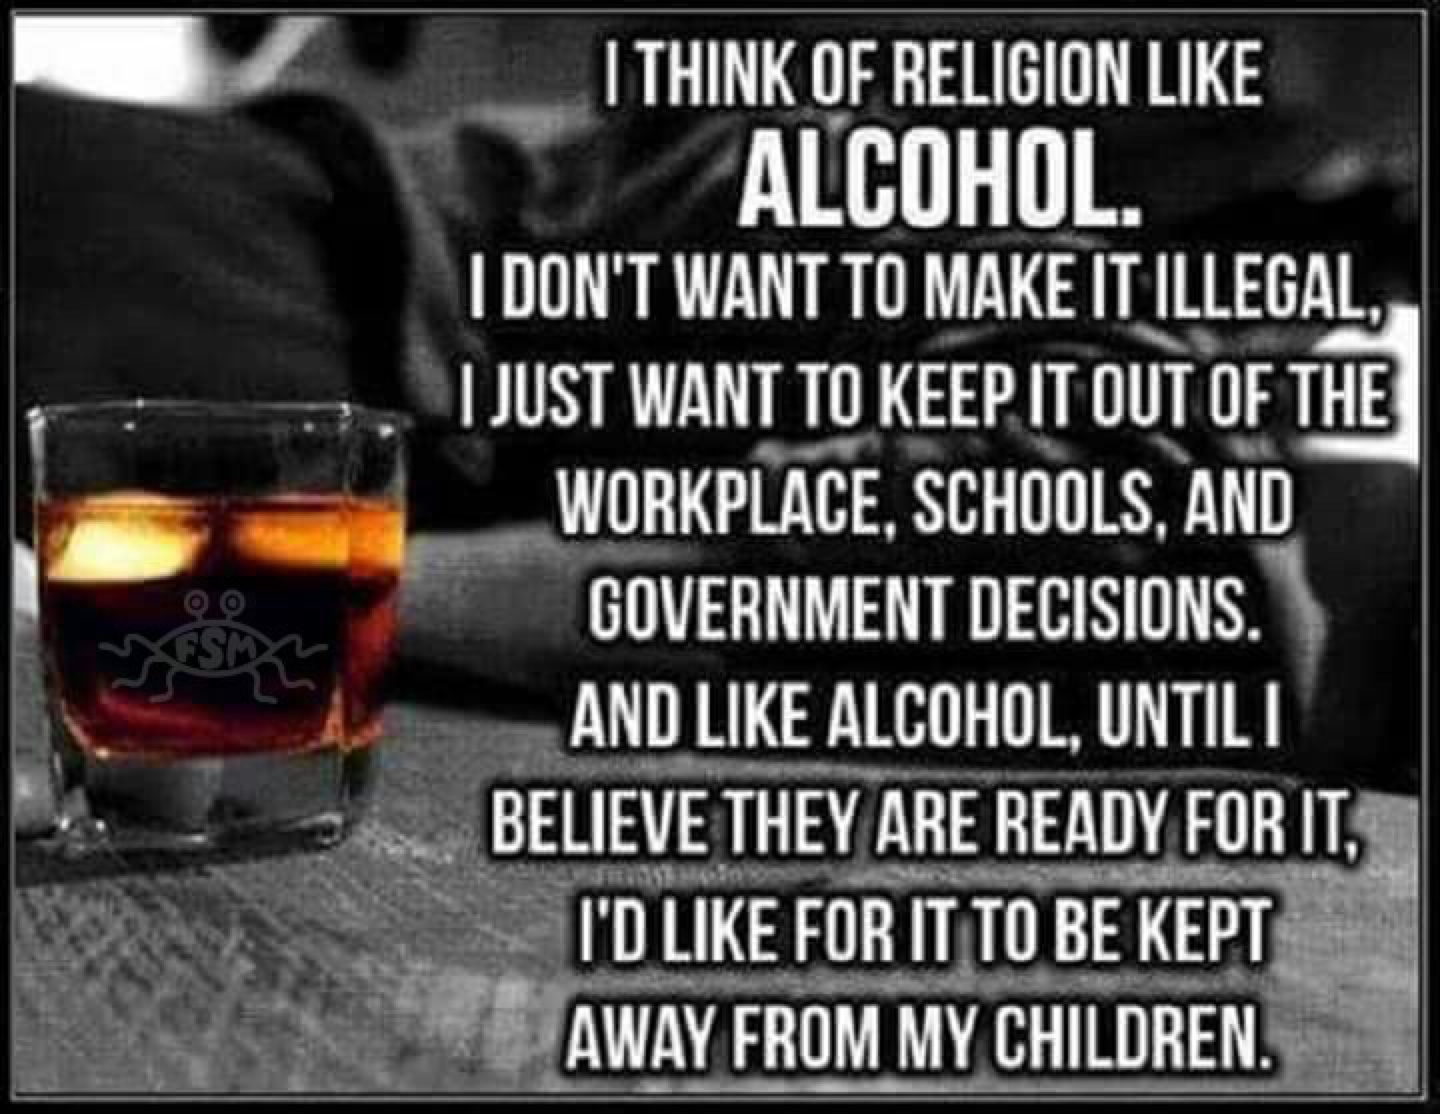 I THINK OF RELIGION LIKE
ALCOHOL.
I DON'T WANT TO MAKE IT ILLEGAL,
I JUST WANT TO KEEP IT OUT OF THE
WORKPLACE, SCHOOLS, AND
GOVERNMENT DECISIONS.
AND LIKE ALCOHOL, UNTIL I
BELIEVE THEY ARE READY FOR IT,
I'D LIKE FOR IT TO BE KEPT
AWAY FROM MY CHILDREN.
FSM